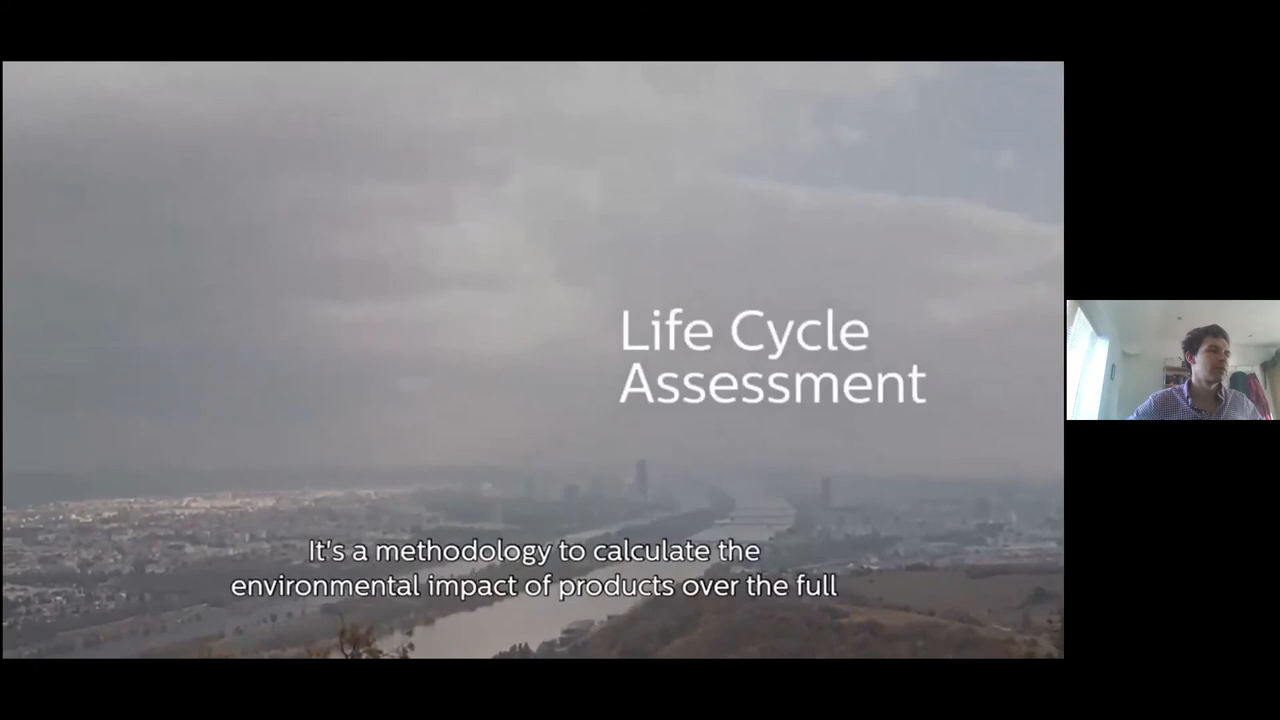 Life Cycle
Assessment
It's a methodology to calculate the
environmental impact of products over the full